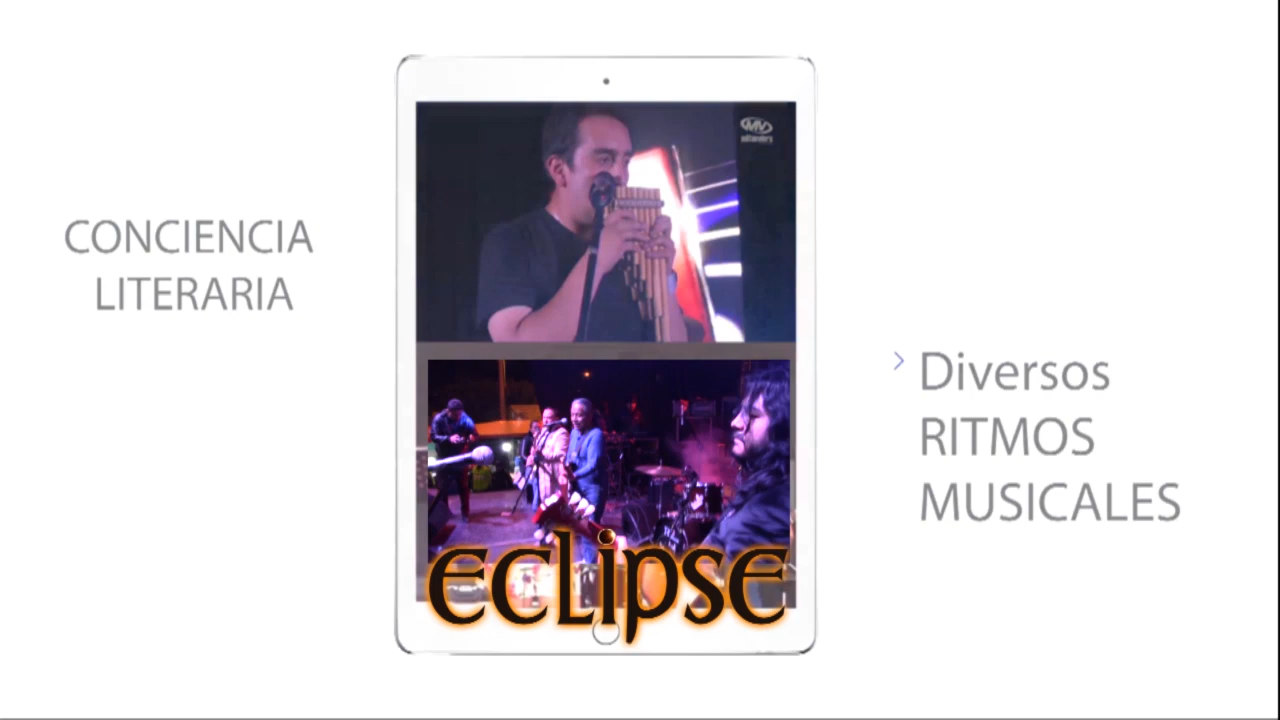 CONCIENCIA
LITERARIA
Diversos
RITMOS
MUSICALES
eclipse